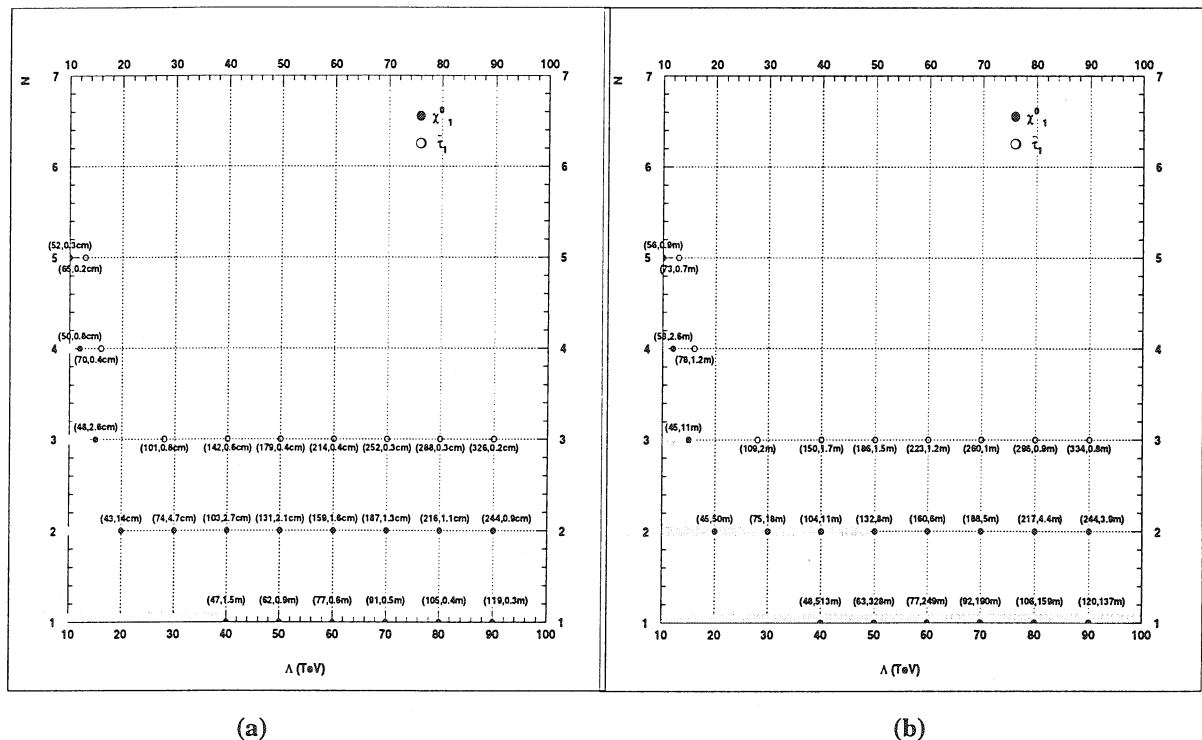 10 20 30 40 50 60 70 80 90 100
7 7
N
χ⁰₁
τ̃₁
6 6
(52,0.3cm)
5 5
(65,0.2cm)
(50,0.8cm)
4 4
(70,0.4cm)
(48,2.6cm)
3 3
(101,0.8cm) (142,0.6cm) (179,0.4cm) (214,0.4cm) (252,0.3cm) (288,0.3cm) (326,0.2cm)
(43,14cm) (74,4.7cm) (103,2.7cm) (131,2.1cm) (159,1.6cm) (187,1.3cm) (216,1.1cm) (244,0.9cm)
2 2
(47,1.5m) (62,0.9m) (77,0.6m) (91,0.5m) (105,0.4m) (119,0.3m)
1 1
10 20 30 40 50 60 70 80 90 100
Λ (TeV)
(a)
10 20 30 40 50 60 70 80 90 100
7 7
N
χ⁰₁
τ̃₁
6 6
(56,0.9m)
5 5
(73,0.7m)
4 4
(78,1.2m)
(45,11m)
3 3
(109,2m) (150,1.7m) (186,1.5m) (223,1.2m) (260,1m) (296,0.9m) (334,0.8m)
(45,50m) (75,18m) (104,11m) (132,8m) (160,6m) (188,5m) (217,4.4m) (244,3.9m)
2 2
(48,513m) (63,328m) (77,249m) (92,190m) (106,159m) (120,137m)
1 1
10 20 30 40 50 60 70 80 90 100
Λ (TeV)
(b)